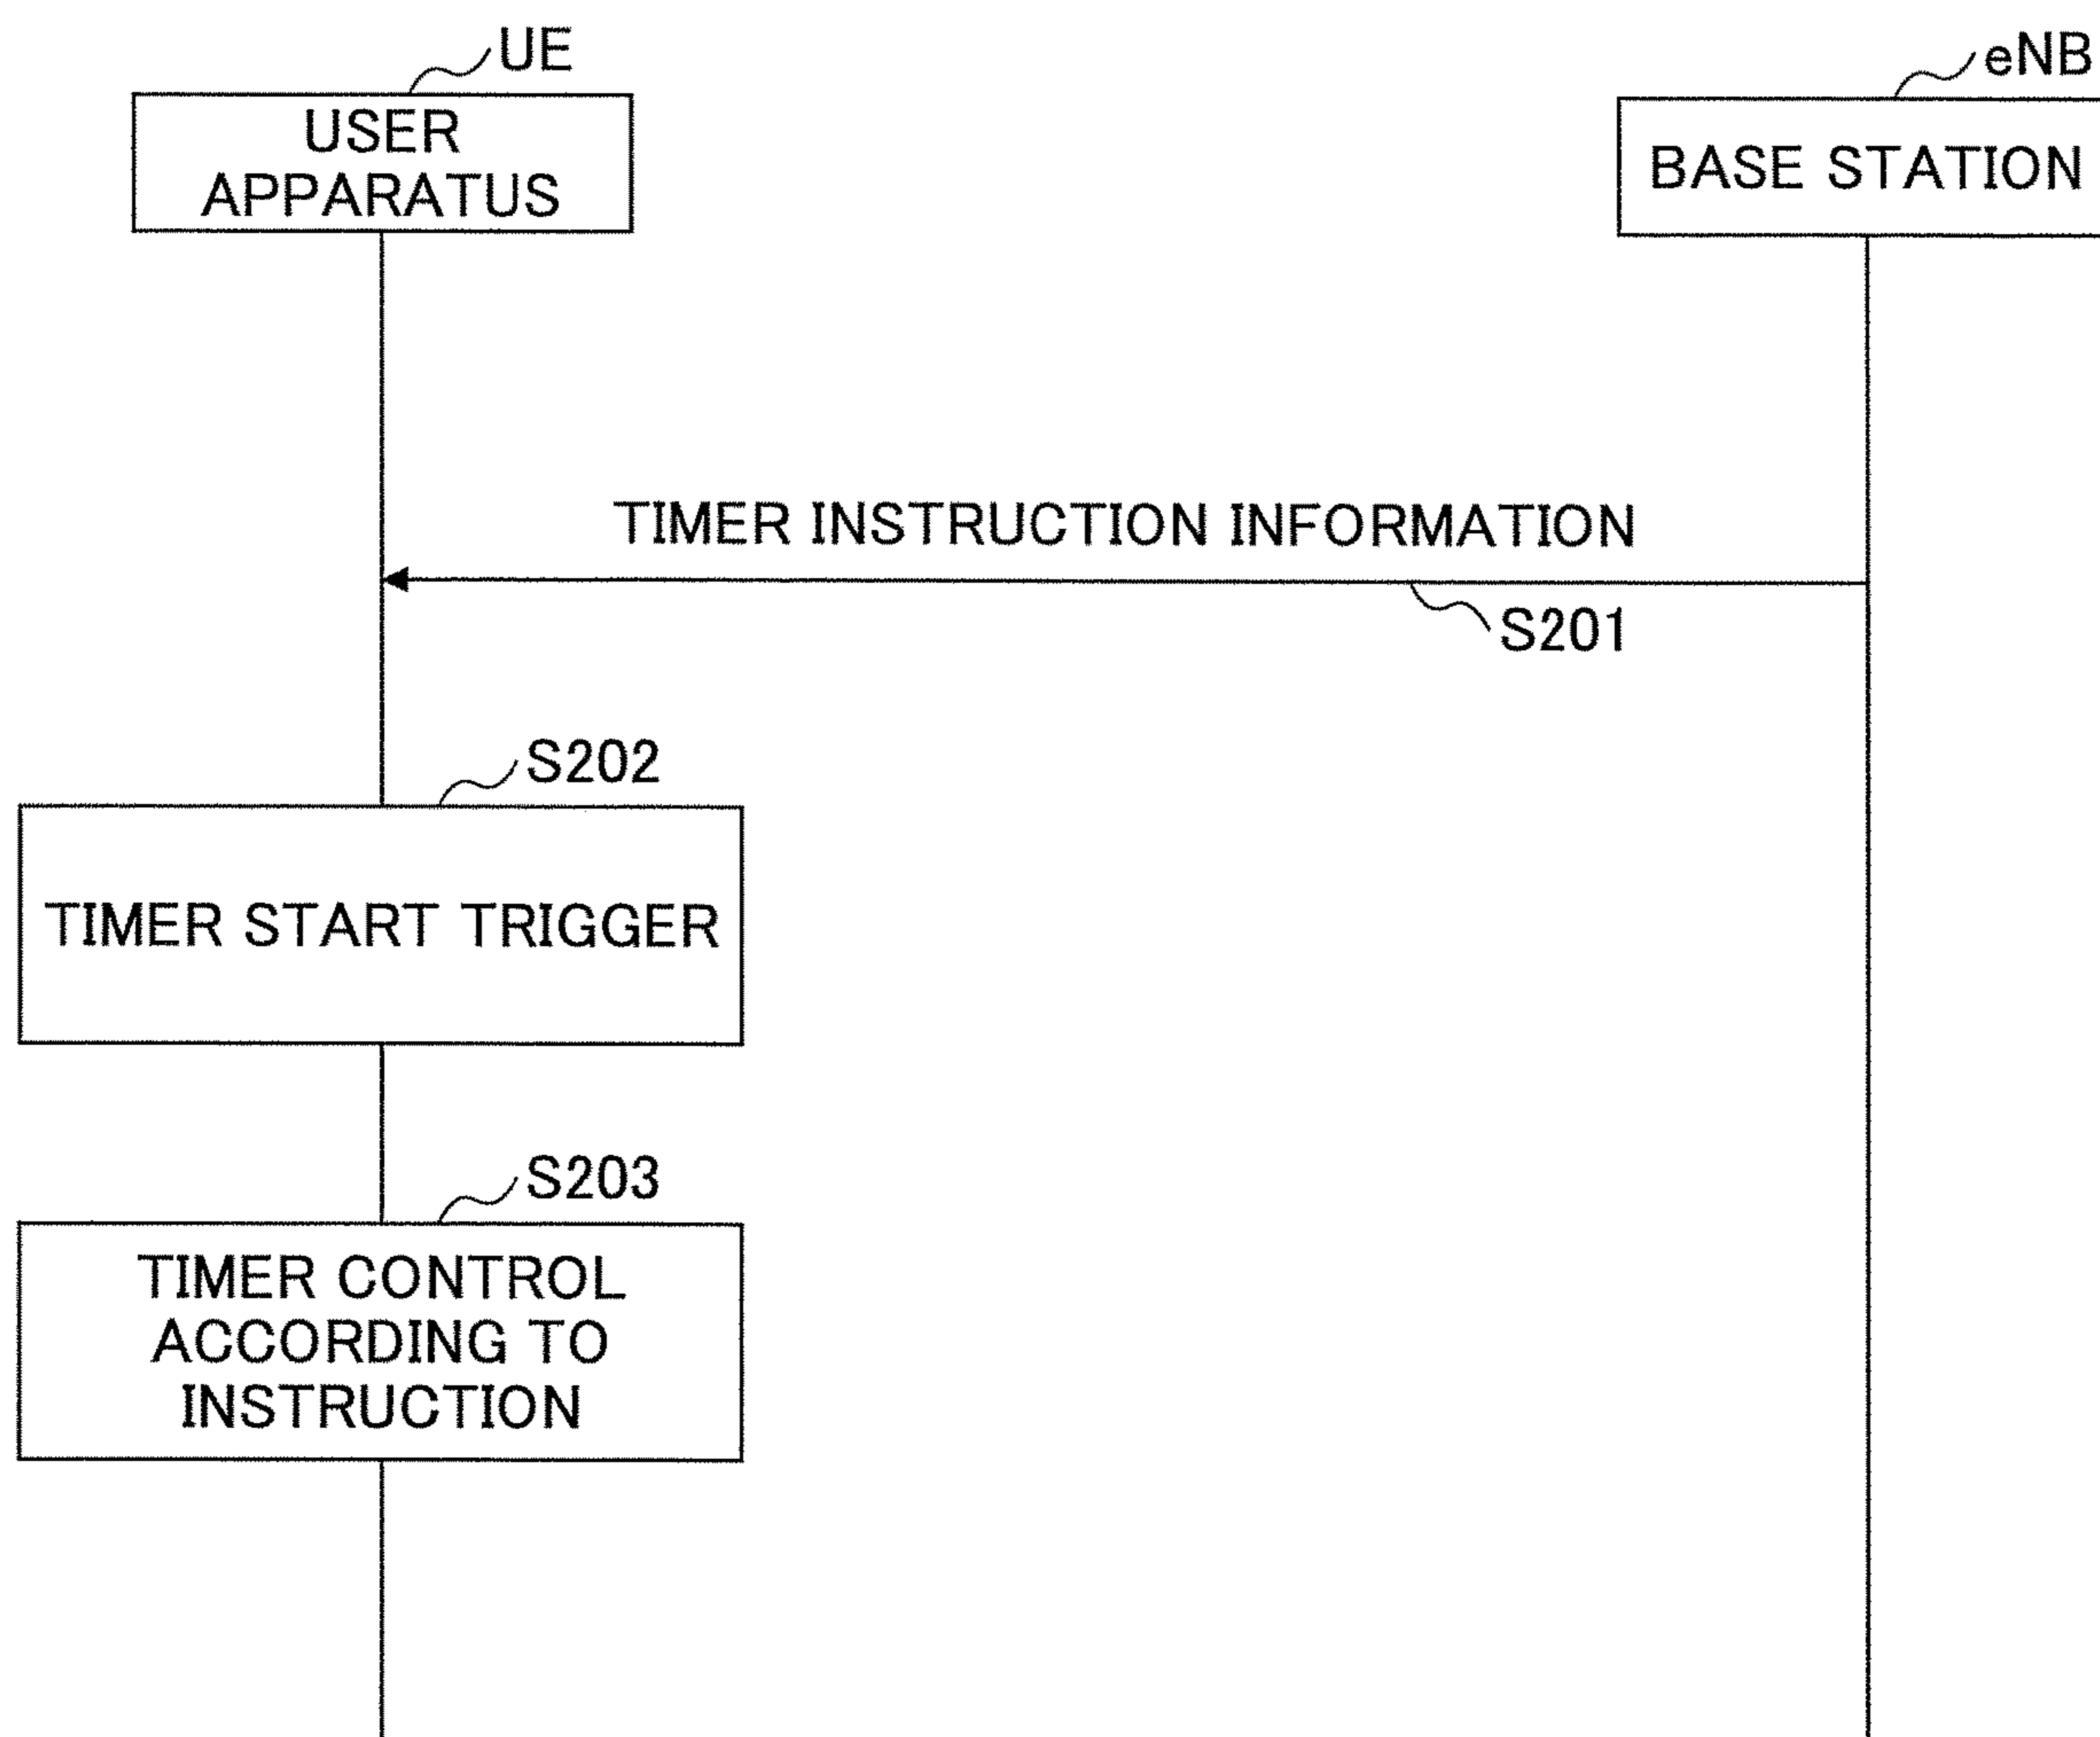 UE
eNB
USER
APPARATUS
BASE STATION
TIMER INSTRUCTION INFORMATION
S201
S202
TIMER START TRIGGER
S203
TIMER CONTROL
ACCORDING TO
INSTRUCTION